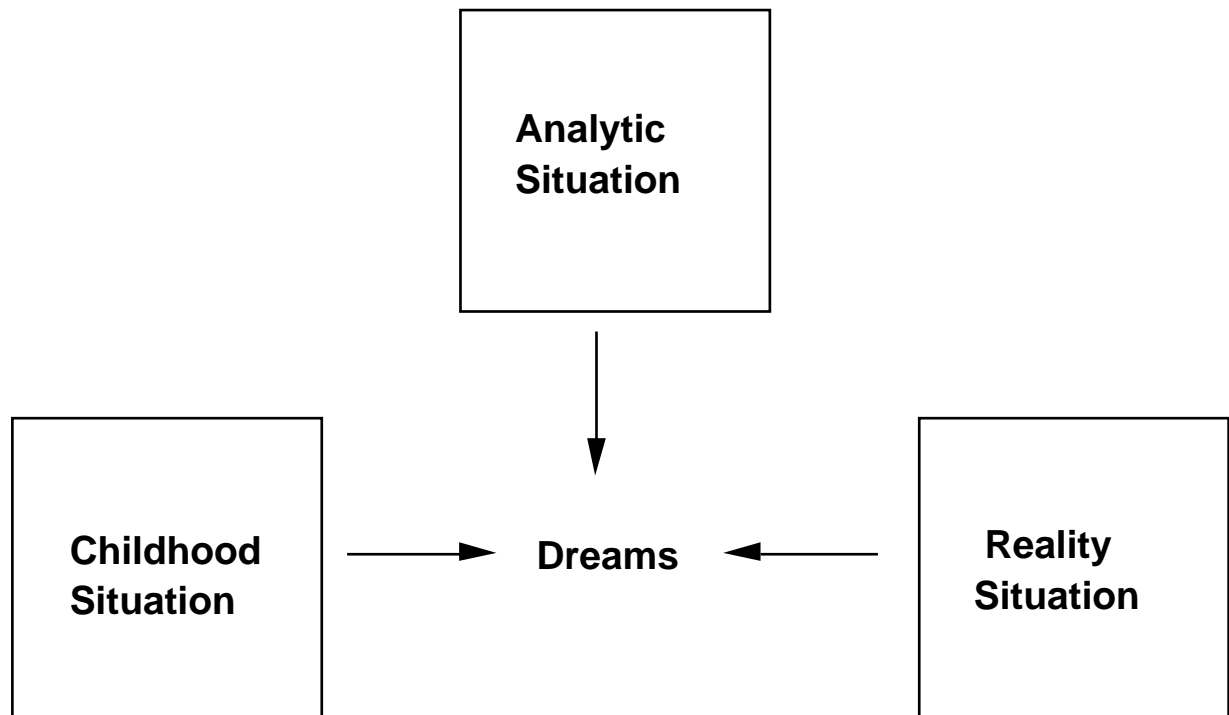 Analytic
Situation
Childhood
Situation
Dreams
Reality
Situation